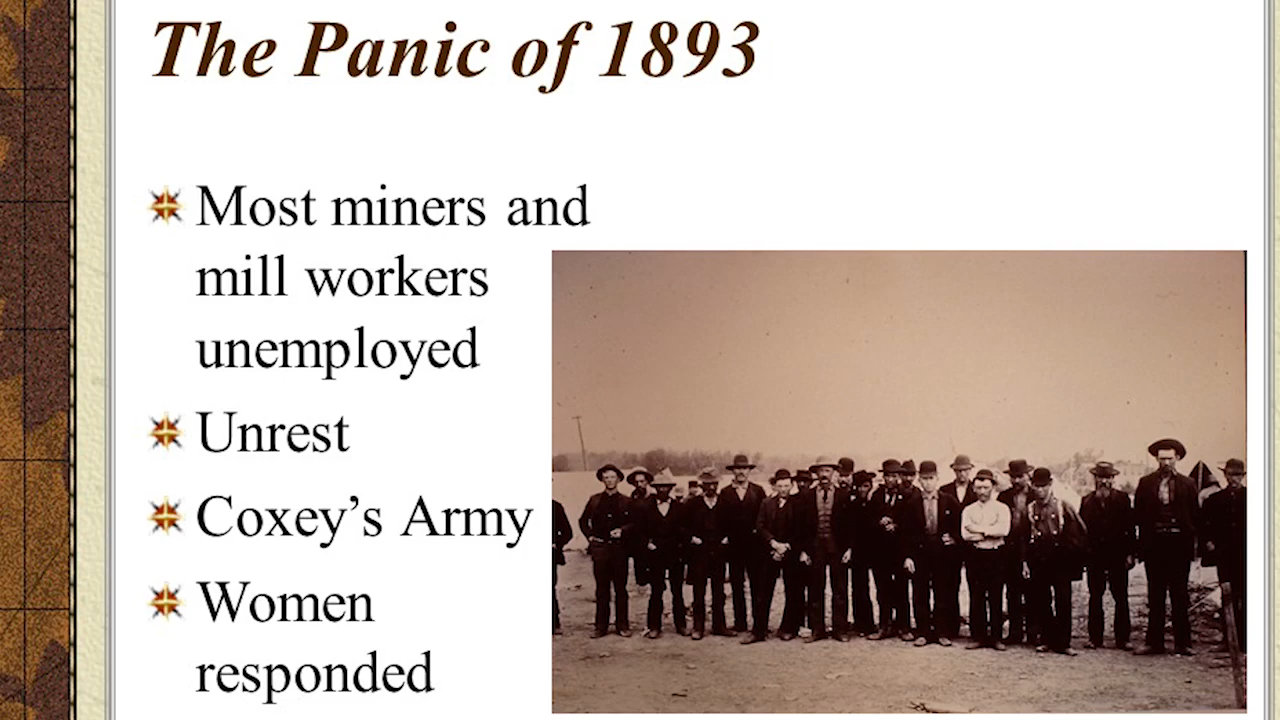 The Panic of 1893
Most miners and
mill workers
unemployed
Unrest
Coxey’s Army
Women
responded